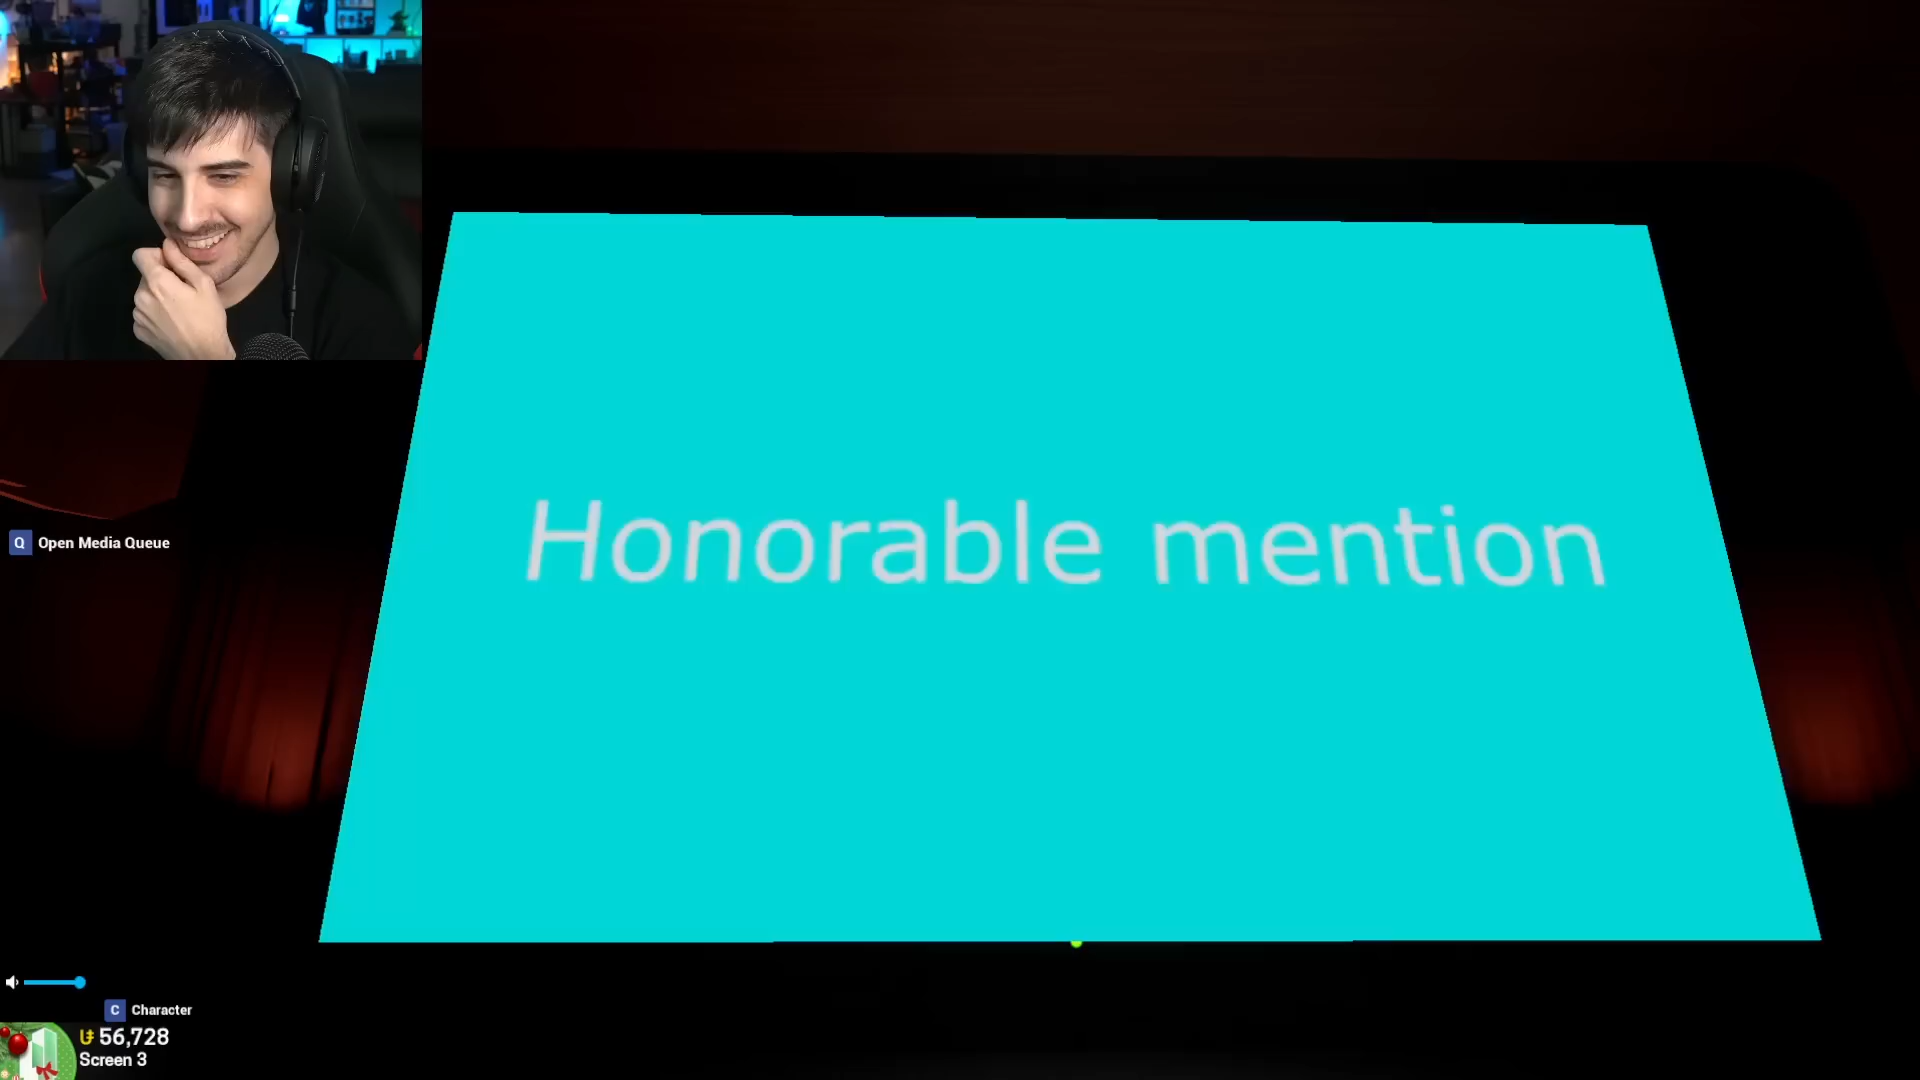 Honorable mention
Q Open Media Queue
C Character
56,728
Screen 3